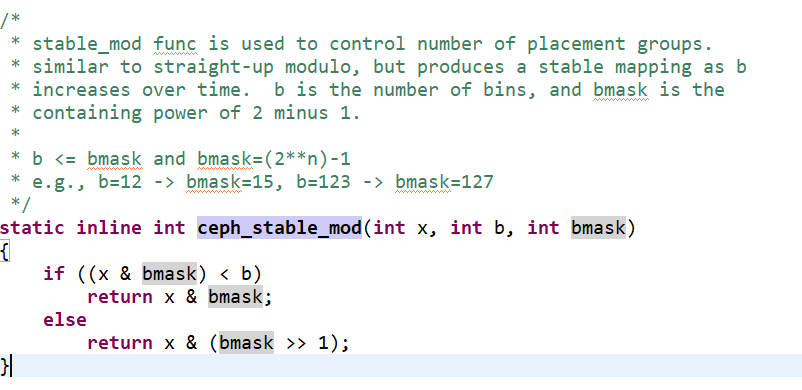 /*
 * stable_mod func is used to control number of placement groups.
 * similar to straight-up modulo, but produces a stable mapping as b
 * increases over time.  b is the number of bins, and bmask is the
 * containing power of 2 minus 1.
 *
 * b <= bmask and bmask=(2**n)-1
 * e.g., b=12 -> bmask=15, b=123 -> bmask=127
 */
static inline int ceph_stable_mod(int x, int b, int bmask)
{
    if ((x & bmask) < b)
        return x & bmask;
    else
        return x & (bmask >> 1);
}